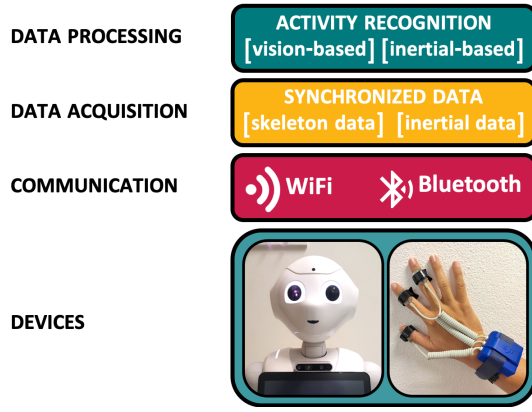 DATA PROCESSING
ACTIVITY RECOGNITION
[vision-based] [inertial-based]
DATA ACQUISITION
SYNCHRONIZED DATA
[skeleton data] [inertial data]
COMMUNICATION
WiFi
Bluetooth
DEVICES